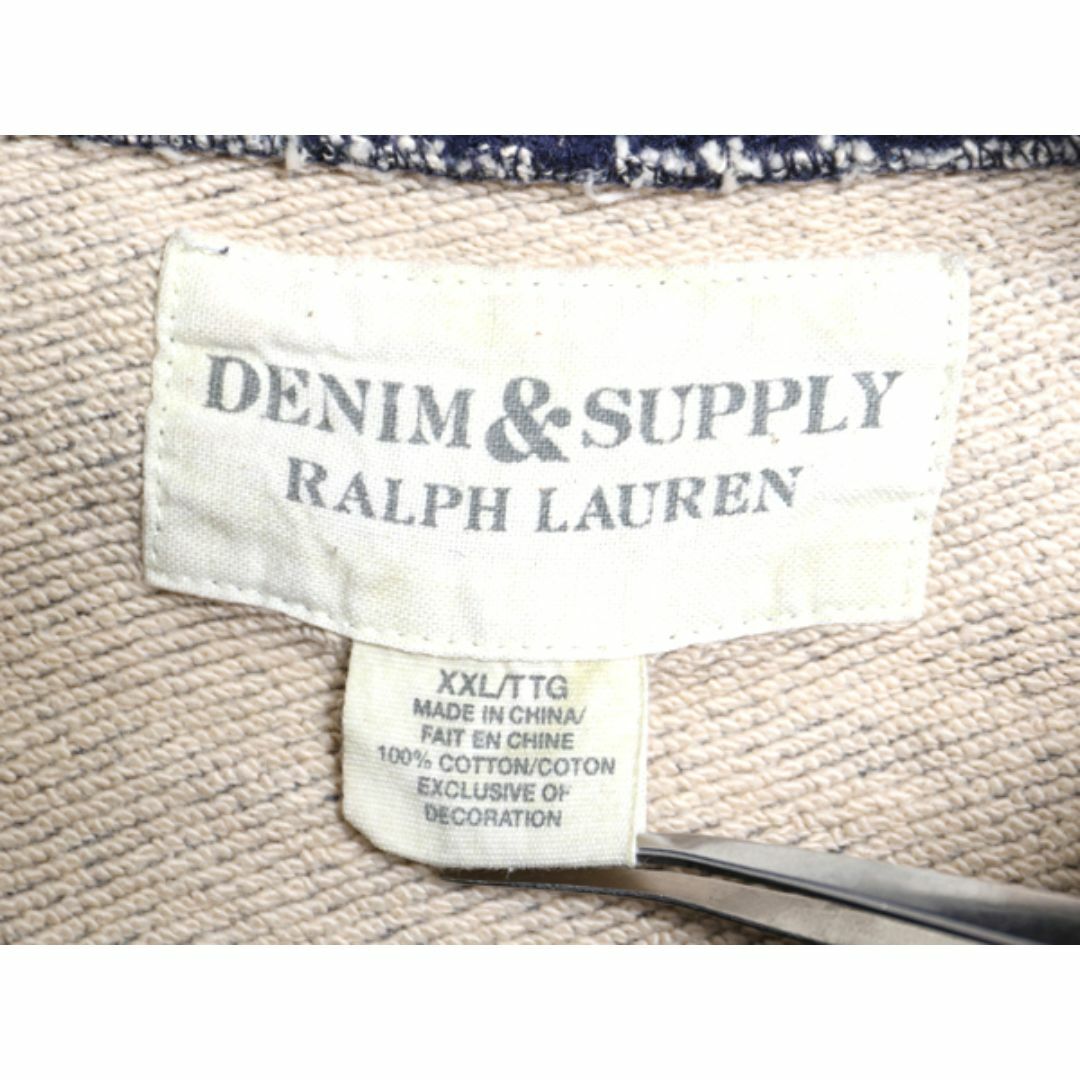 DENIM & SUPPLY
RALPH LAUREN
XXL/TTG
MADE IN CHINA/
FAIT EN CHINE
100% COTTON/COTON
EXCLUSIVE OF
DECORATION